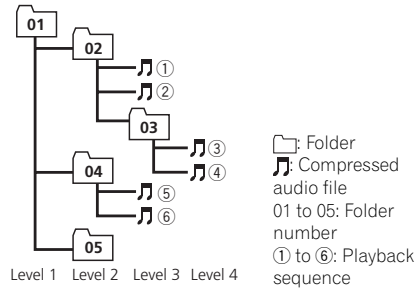 01
02
①
②
03
③
④
04
⑤
⑥
05
Level 1 Level 2 Level 3 Level 4
: Folder
: Compressed
audio file
01 to 05: Folder
number
① to ⑥: Playback
sequence